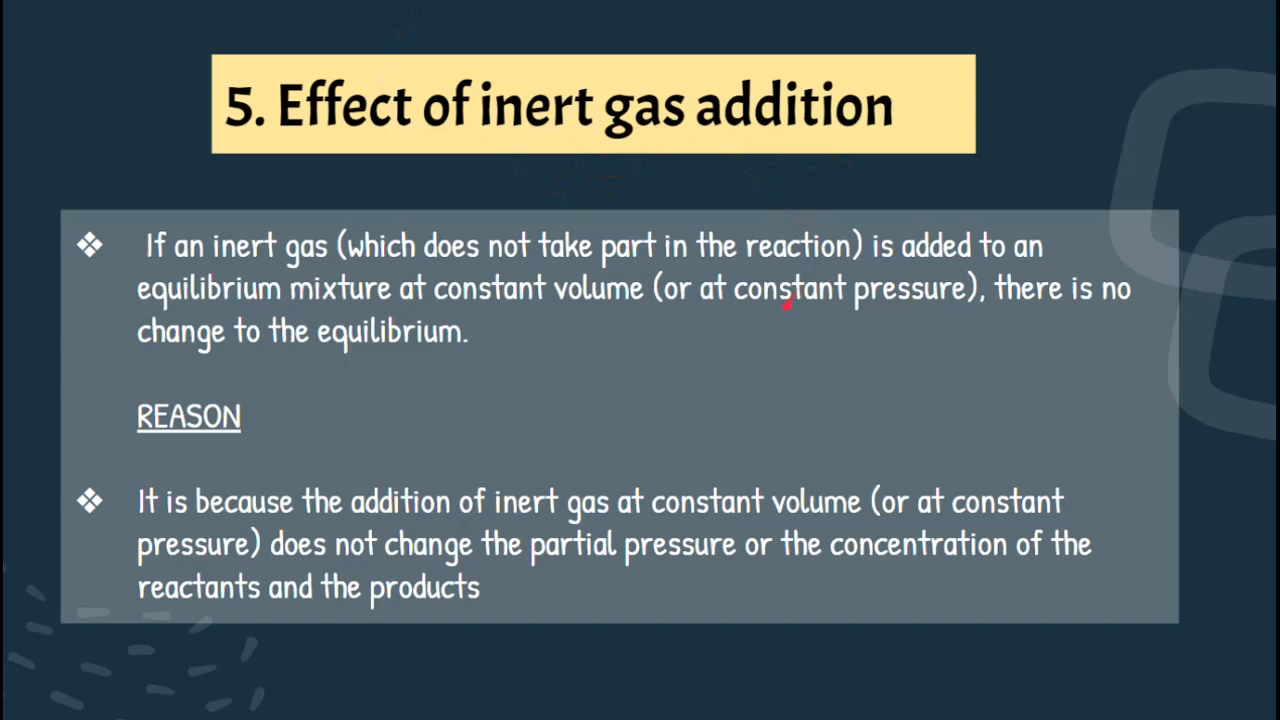 5. Effect of inert gas addition
❖ If an inert gas (which does not take part in the reaction) is added to an
equilibrium mixture at constant volume (or at constant pressure), there is no
change to the equilibrium.
REASON
❖ It is because the addition of inert gas at constant volume (or at constant
pressure) does not change the partial pressure or the concentration of the
reactants and the products